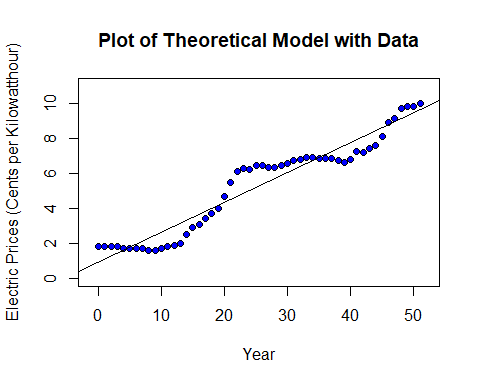 Plot of Theoretical Model with Data
Electric Prices (Cents per Kilowatthour)
10
8
6
4
2
0
0 10 20 30 40 50
Year